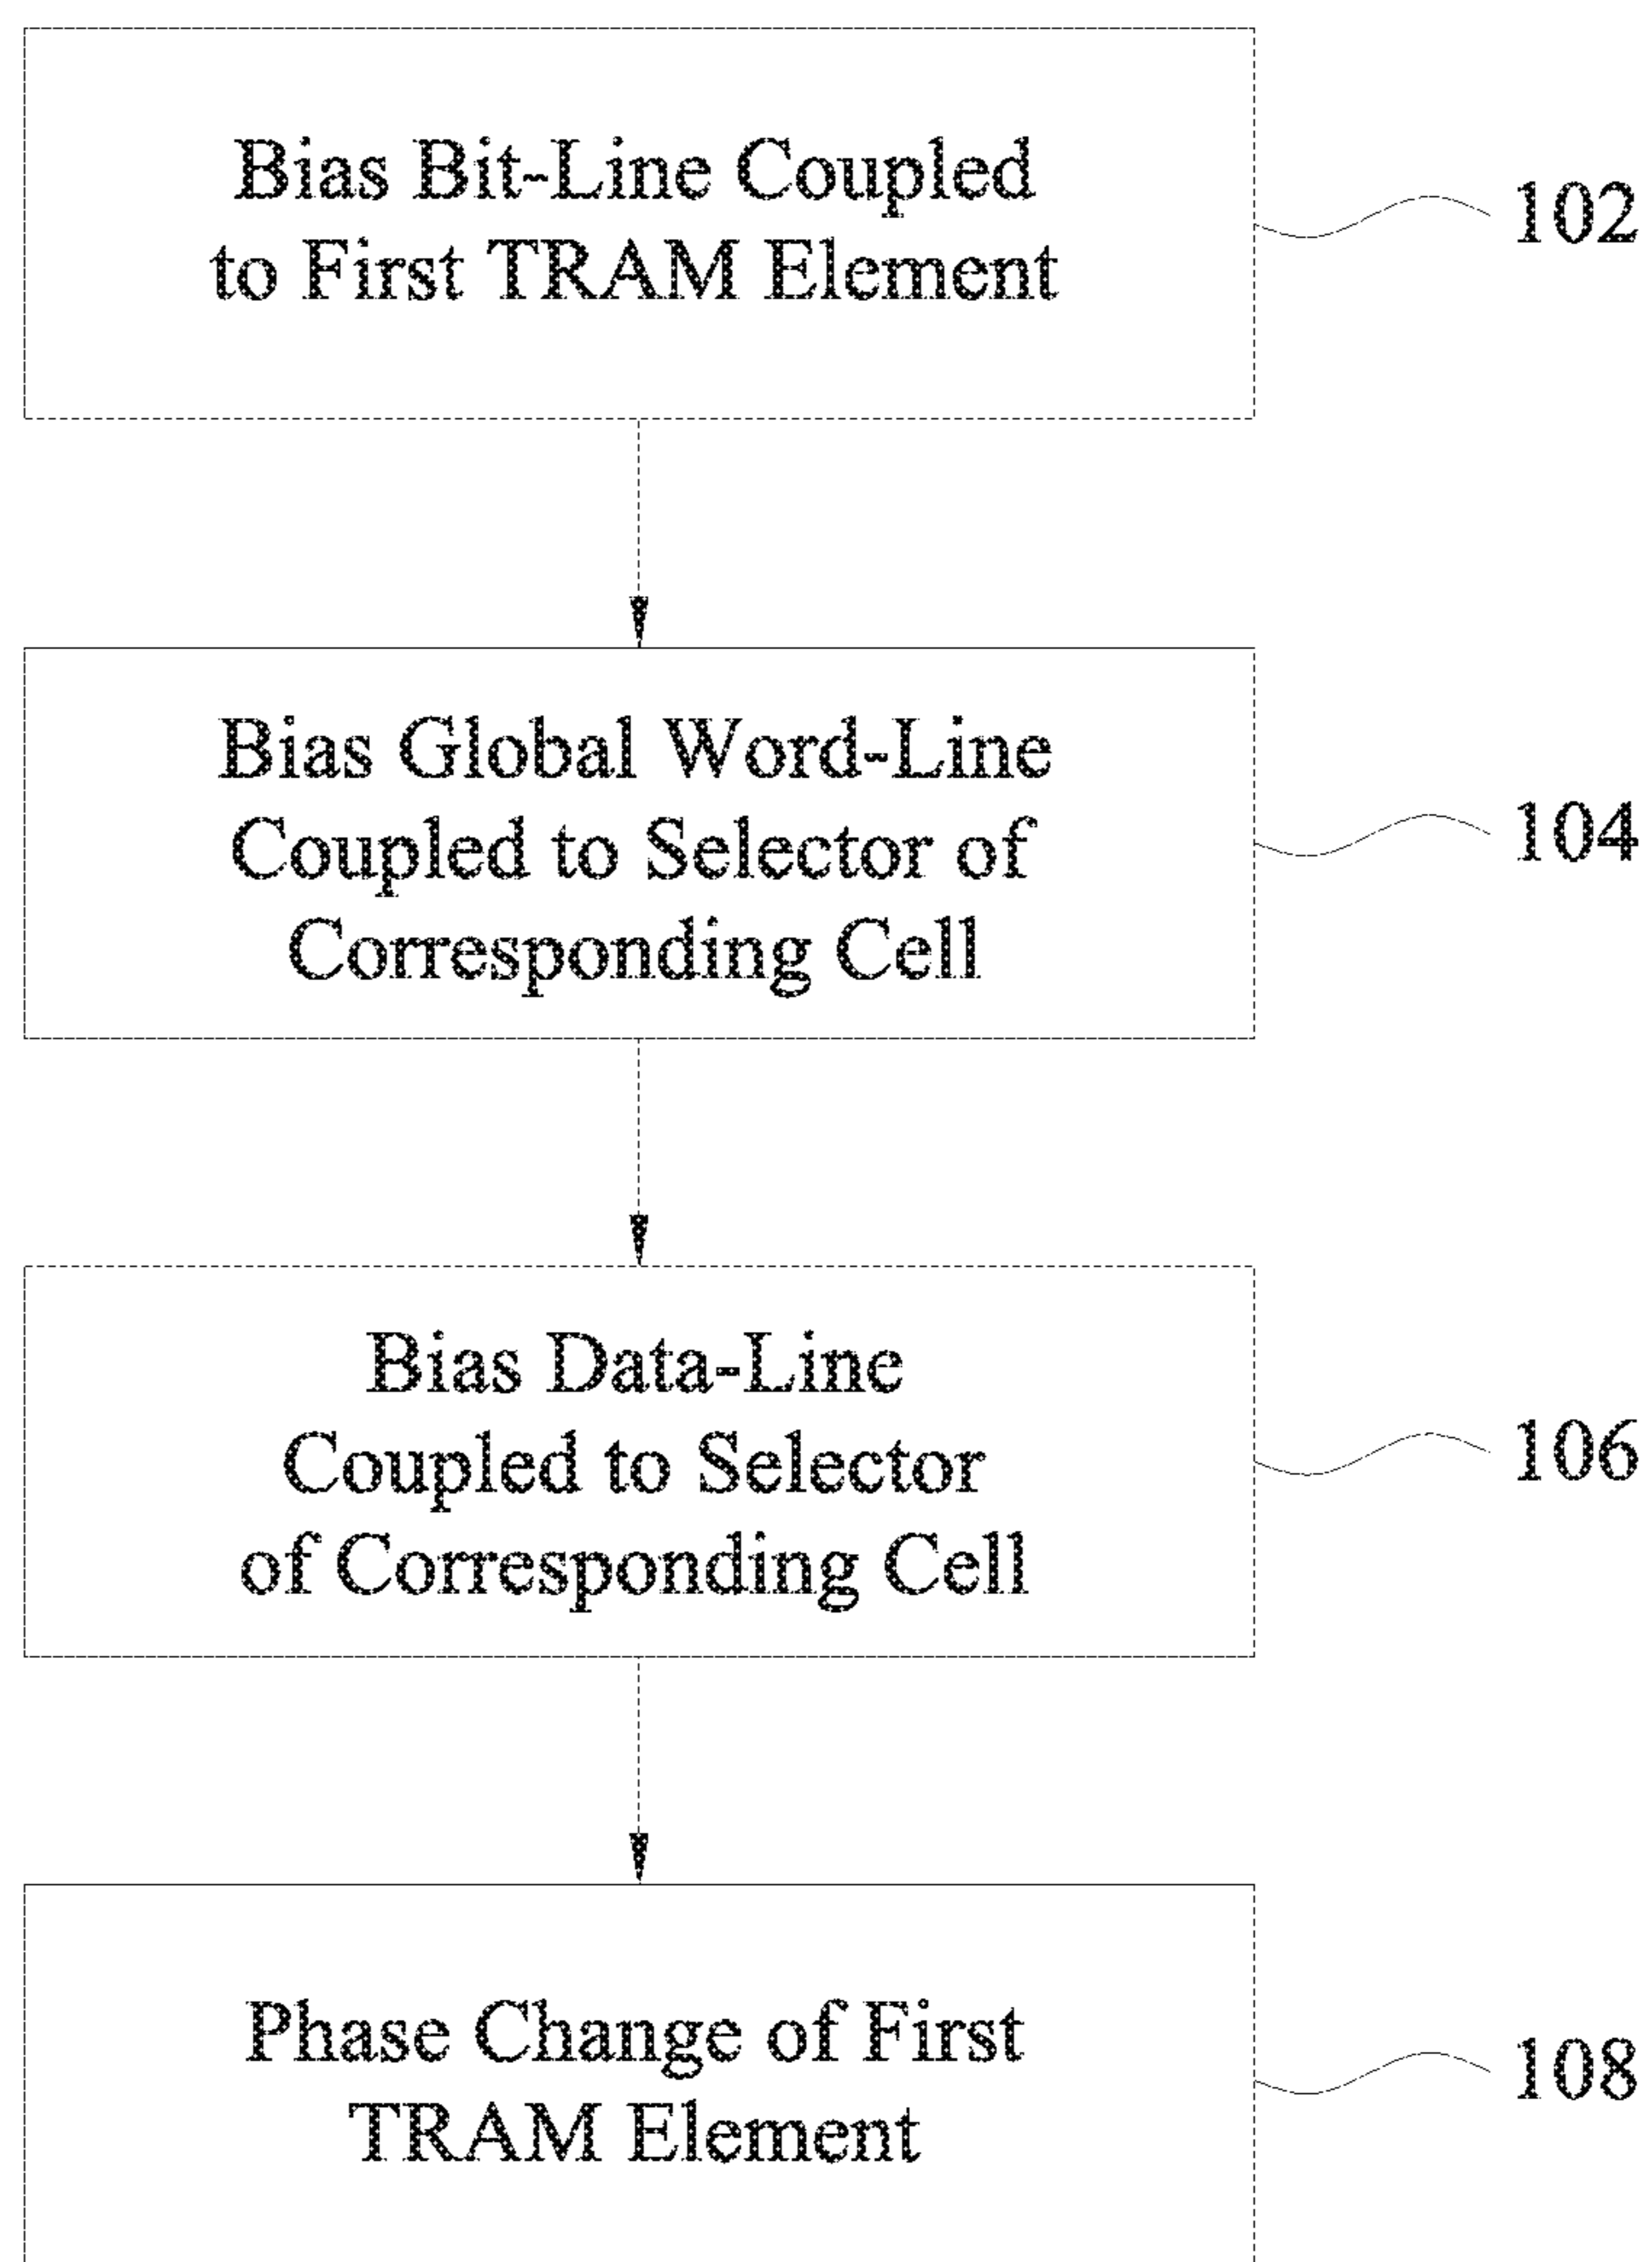 Bias Bit-Line Coupled
to First TRAM Element
102
Bias Global Word-Line
Coupled to Selector of
Corresponding Cell
104
Bias Data-Line
Coupled to Selector
of Corresponding Cell
106
Phase Change of First
TRAM Element
108